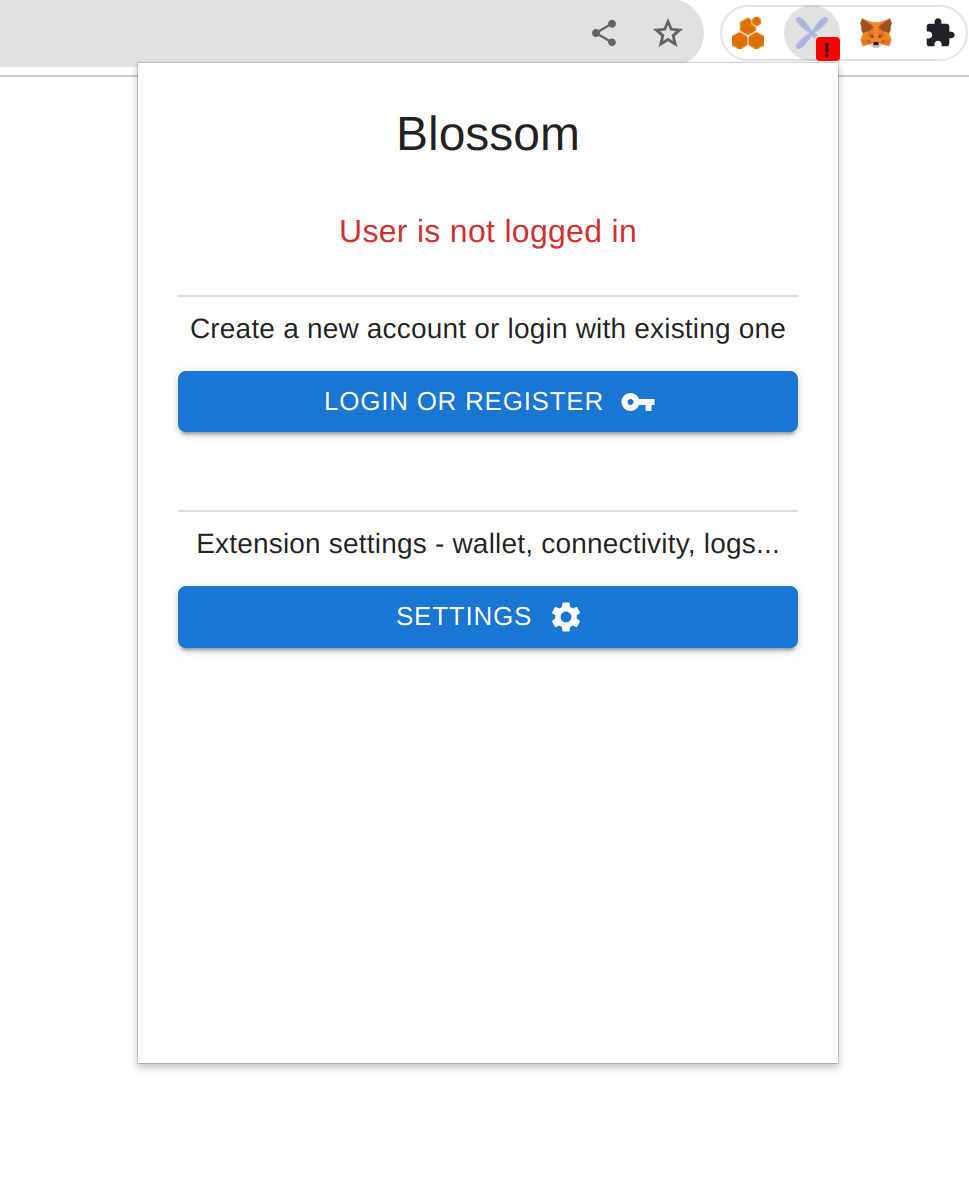 !
Blossom
User is not logged in
Create a new account or login with existing one
LOGIN OR REGISTER
Extension settings - wallet, connectivity, logs...
SETTINGS